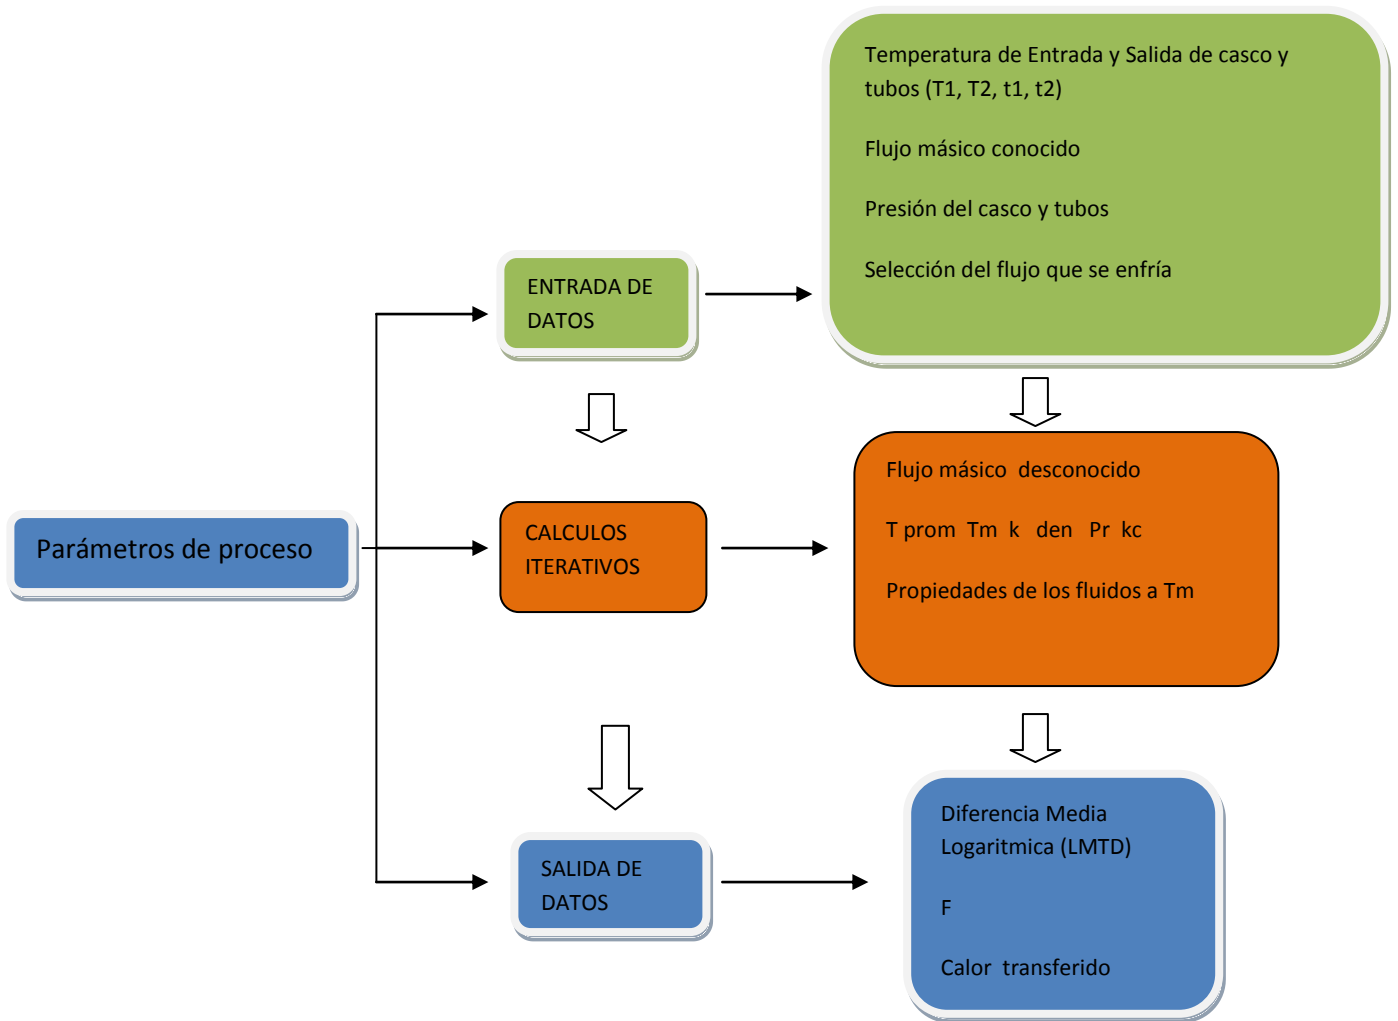 Temperatura de Entrada y Salida de casco y
tubos (T1, T2, t1, t2)
Flujo másico conocido
Presión del casco y tubos
Selección del flujo que se enfría
ENTRADA DE
DATOS
Flujo másico desconocido
T prom Tm k den Pr kc
Propiedades de los fluidos a Tm
CALCULOS
ITERATIVOS
Parámetros de proceso
Diferencia Media
Logaritmica (LMTD)
F
Calor transferido
SALIDA DE
DATOS